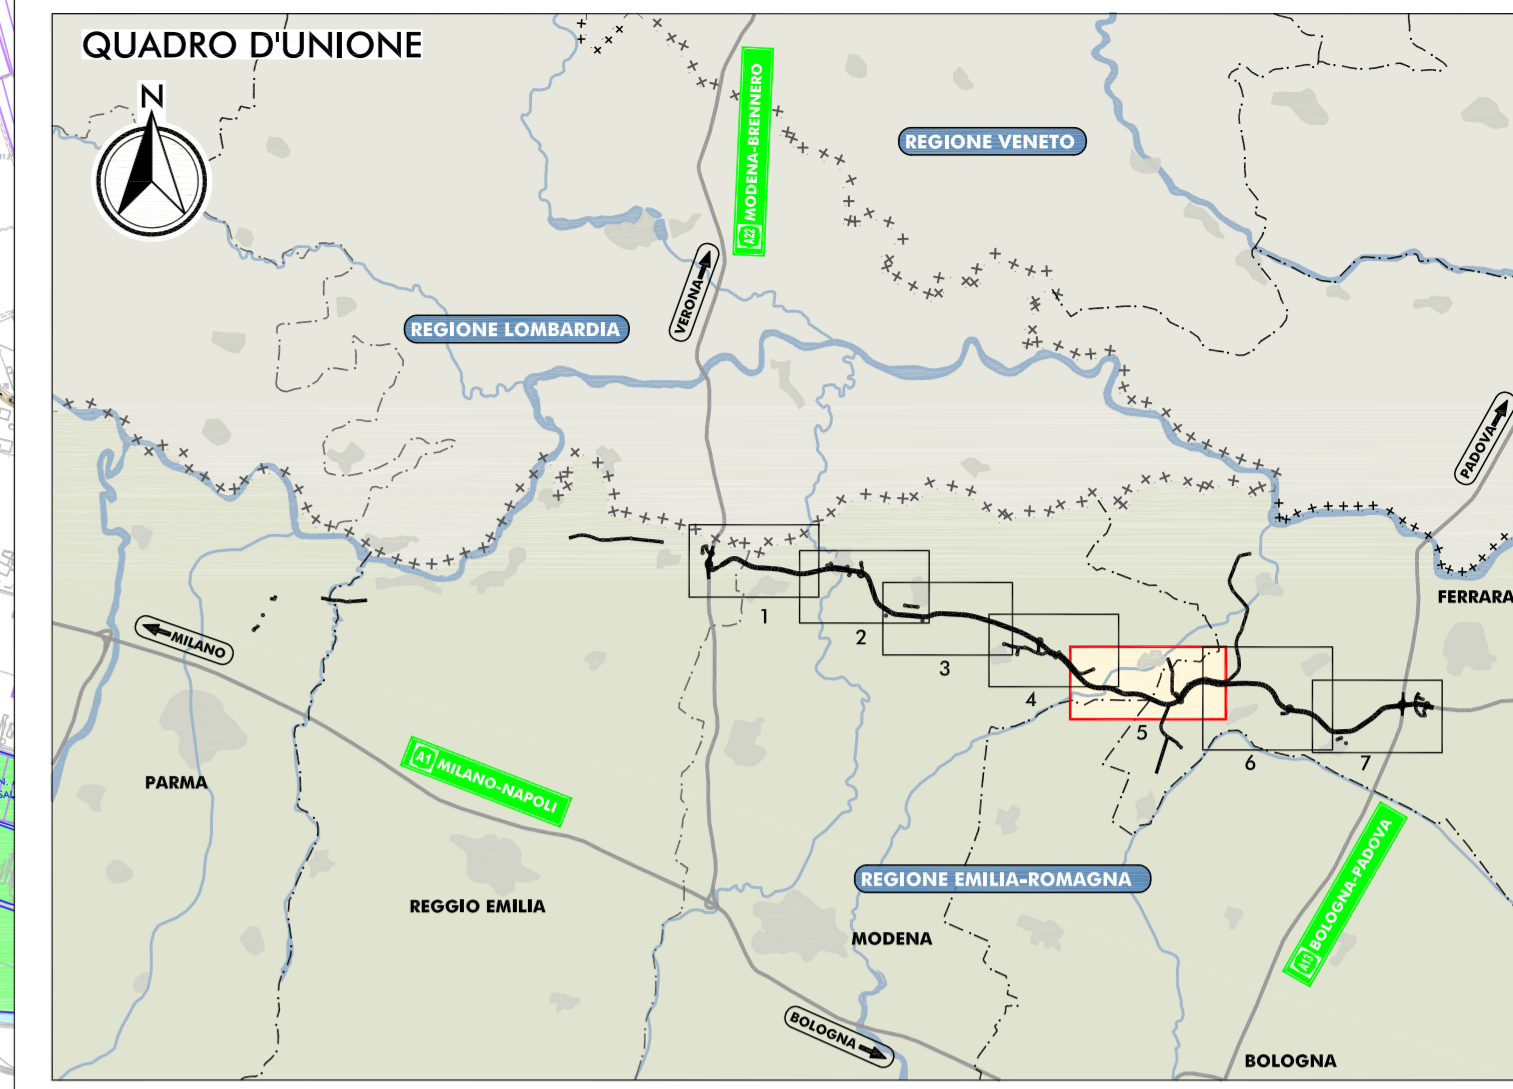 QUADRO D'UNIONE
N
A22 MODENA-BRENNERO
REGIONE VENETO
VERONA
REGIONE LOMBARDIA
PADOVA
FERRARA
MILANO
1
2
3
4
5
6
7
PARMA
A1 MILANO-NAPOLI
REGIONE EMILIA-ROMAGNA
A13 BOLOGNA-PADOVA
REGGIO EMILIA
MODENA
BOLOGNA
BOLOGNA